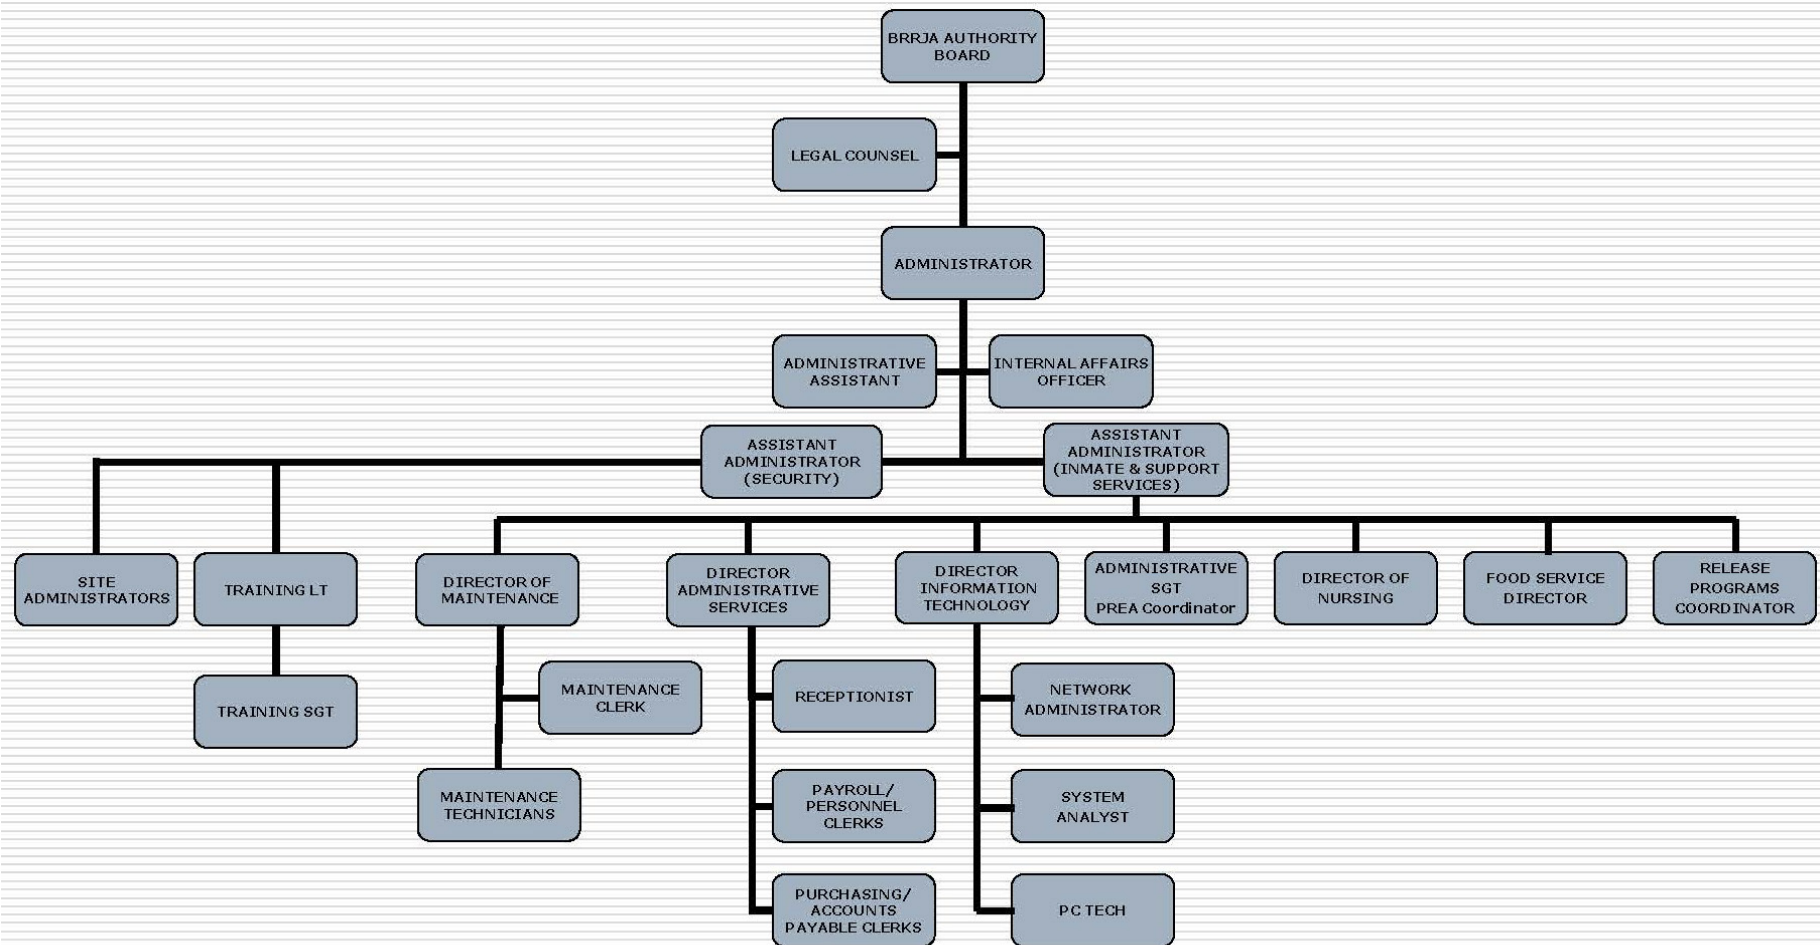 BRRJA AUTHORITY
BOARD
LEGAL COUNSEL
ADMINISTRATOR
ADMINISTRATIVE
ASSISTANT
INTERNAL AFFAIRS
OFFICER
ASSISTANT
ADMINISTRATOR
(SECURITY)
ASSISTANT
ADMINISTRATOR
(INMATE & SUPPORT
SERVICES)
SITE
ADMINISTRATORS
TRAINING LT
DIRECTOR OF
MAINTENANCE
DIRECTOR
ADMINISTRATIVE
SERVICES
DIRECTOR
INFORMATION
TECHNOLOGY
ADMINISTRATIVE
SGT
PREA Coordinator
DIRECTOR OF
NURSING
FOOD SERVICE
DIRECTOR
RELEASE
PROGRAMS
COORDINATOR
TRAINING SGT
MAINTENANCE
CLERK
RECEPTIONIST
NETWORK
ADMINISTRATOR
MAINTENANCE
TECHNICIANS
PAYROLL/
PERSONNEL
CLERKS
SYSTEM
ANALYST
PURCHASING/
ACCOUNTS
PAYABLE CLERKS
PC TECH